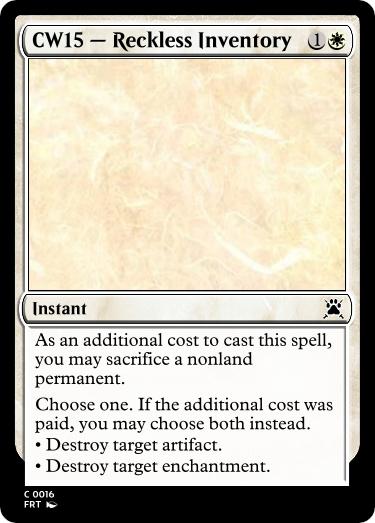 CW15 — Reckless Inventory 1
Instant
As an additional cost to cast this spell,
you may sacrifice a nonland
permanent.
Choose one. If the additional cost was
paid, you may choose both instead.
• Destroy target artifact.
• Destroy target enchantment.
C 0016
FRT